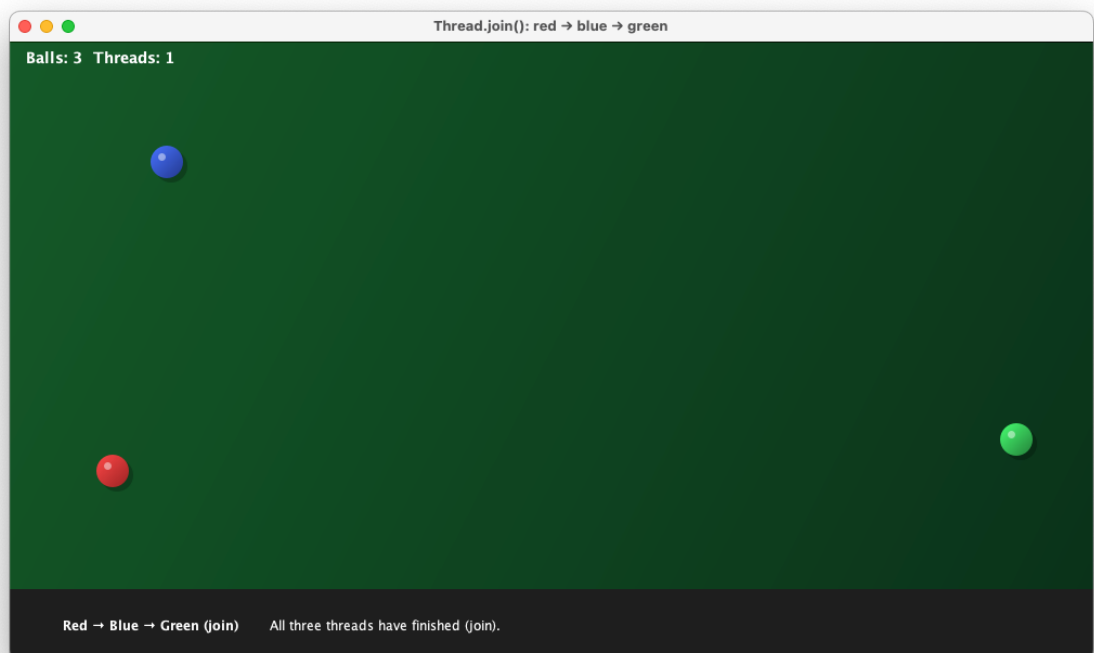 Thread.join(): red → blue → green
Balls: 3 Threads: 1
Red → Blue → Green (join) All three threads have finished (join).